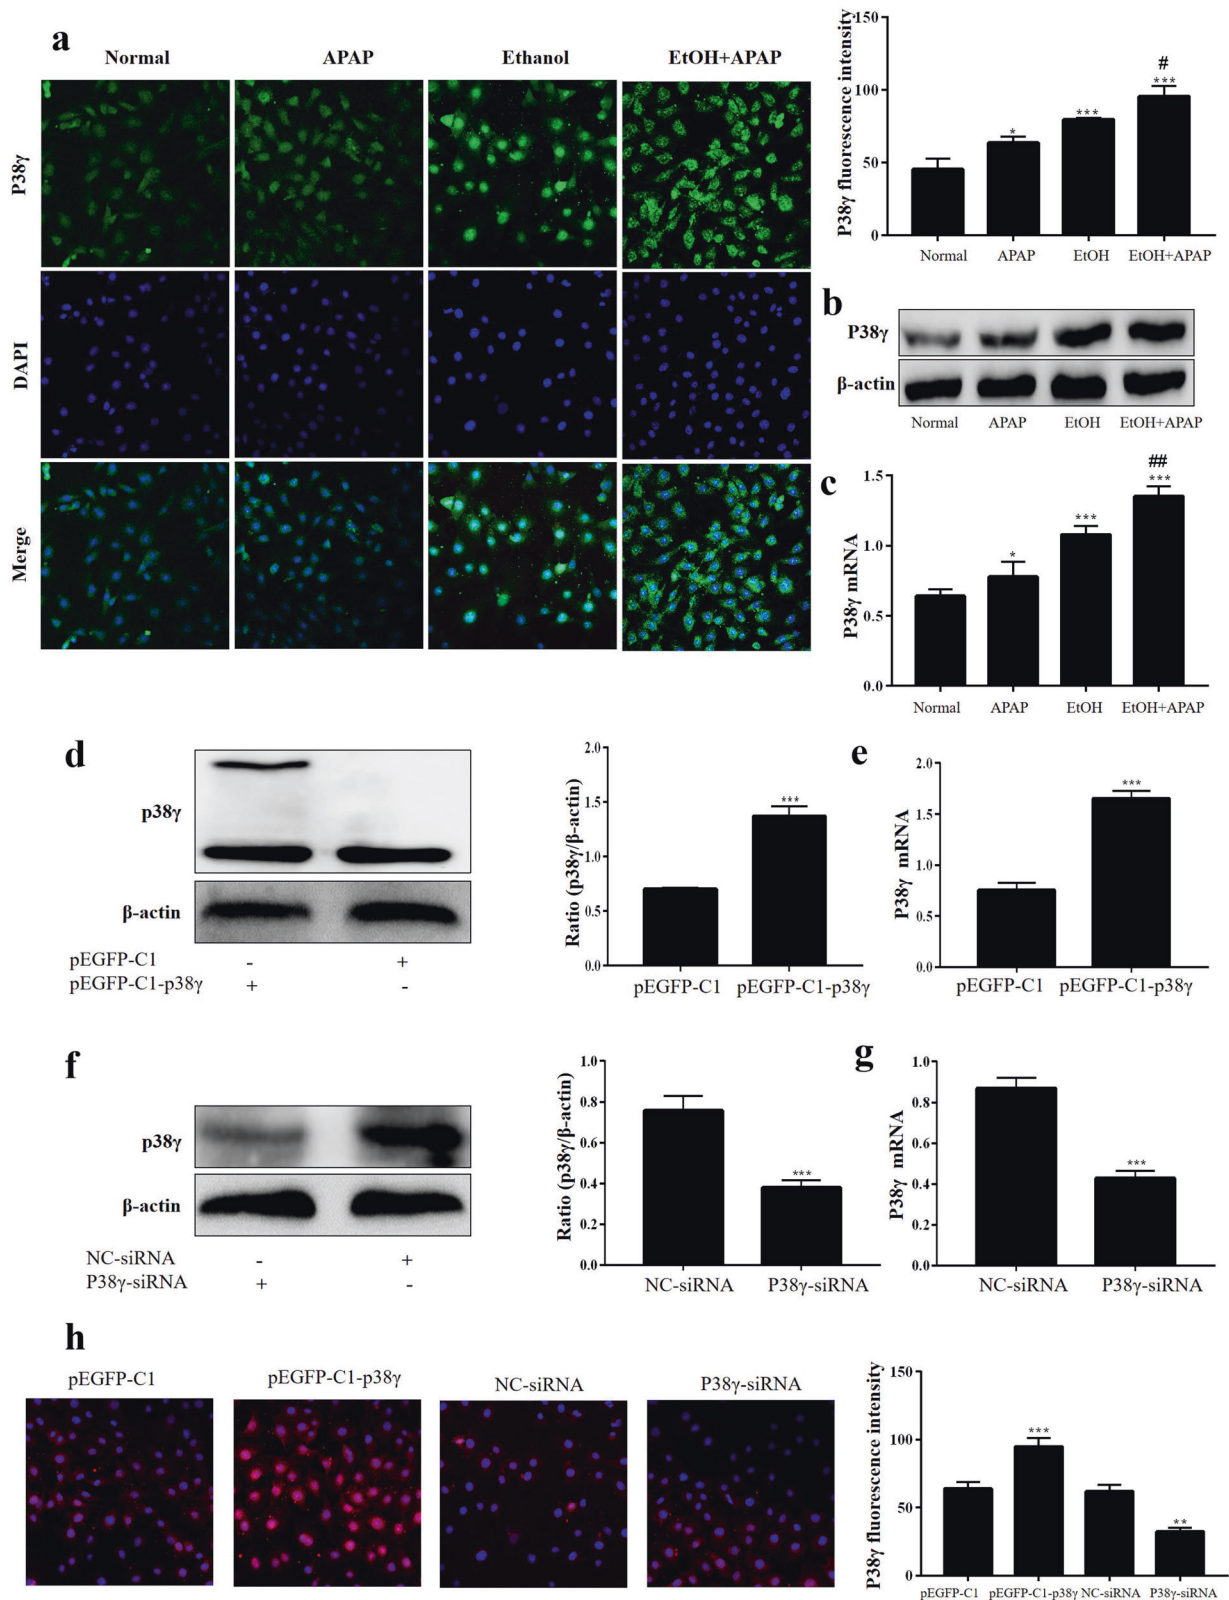 a
Normal APAP Ethanol EtOH+APAP
P38γ
DAPI
Merge
P38γ fluorescence intensity
150
100
50
0
* *** *** #
Normal APAP EtOH EtOH+APAP
b
P38γ
β-actin
Normal APAP EtOH EtOH+APAP
c
P38γ mRNA
1.5
1.0
0.5
0.0
* *** *** ##
Normal APAP EtOH EtOH+APAP
d
p38γ
β-actin
pEGFP-C1 - +
pEGFP-C1-p38γ + -
Ratio (p38γ/β-actin)
2.0
1.5
1.0
0.5
0.0
***
pEGFP-C1 pEGFP-C1-p38γ
e
P38γ mRNA
2.0
1.5
1.0
0.5
0.0
***
pEGFP-C1 pEGFP-C1-p38γ
f
p38γ
β-actin
NC-siRNA - +
P38γ-siRNA + -
Ratio (p38γ/β-actin)
1.0
0.8
0.6
0.4
0.2
0.0
***
NC-siRNA P38γ-siRNA
g
P38γ mRNA
1.0
0.8
0.6
0.4
0.2
0.0
***
NC-siRNA P38γ-siRNA
h
pEGFP-C1 pEGFP-C1-p38γ NC-siRNA P38γ-siRNA
P38γ fluorescence intensity
150
100
50
0
*** **
pEGFP-C1 pEGFP-C1-p38γ NC-siRNA P38γ-siRNA